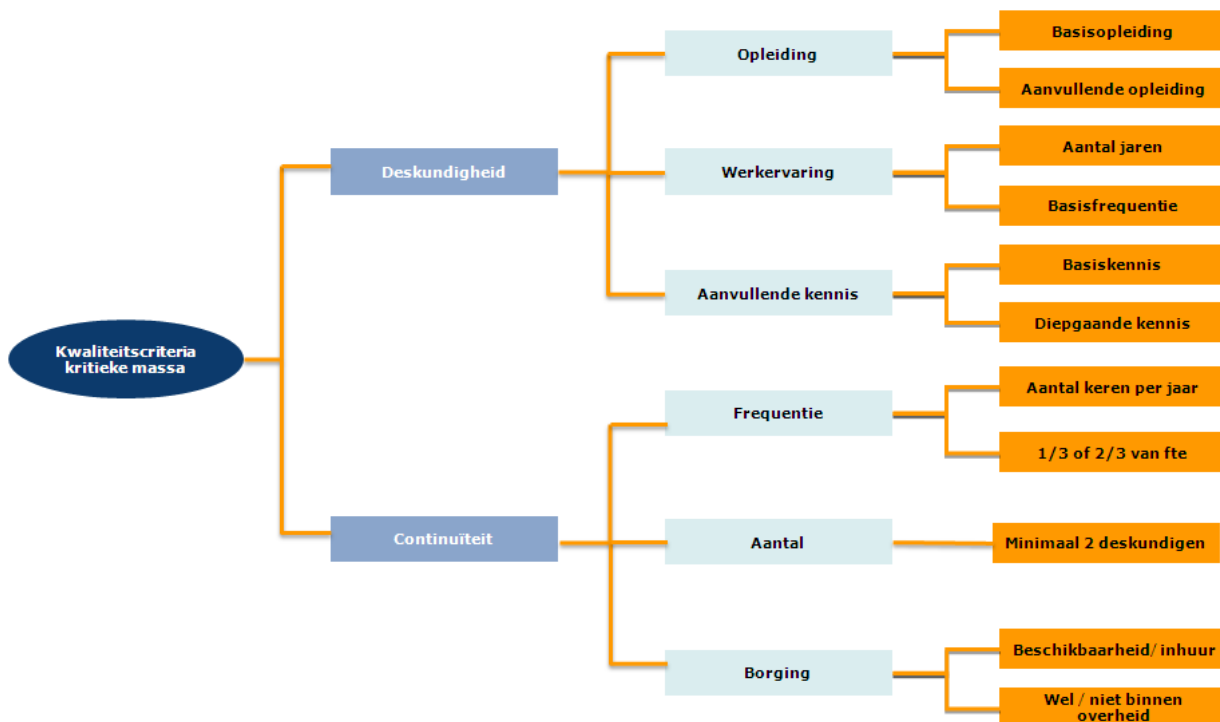 Kwaliteitscriteria
kritieke massa
Deskundigheid
Opleiding
Basisopleiding
Aanvullende opleiding
Werkervaring
Aantal jaren
Basisfrequentie
Aanvullende kennis
Basiskennis
Diepgaande kennis
Continuïteit
Frequentie
Aantal keren per jaar
1/3 of 2/3 van fte
Aantal
Minimaal 2 deskundigen
Borging
Beschikbaarheid/ inhuur
Wel / niet binnen
overheid